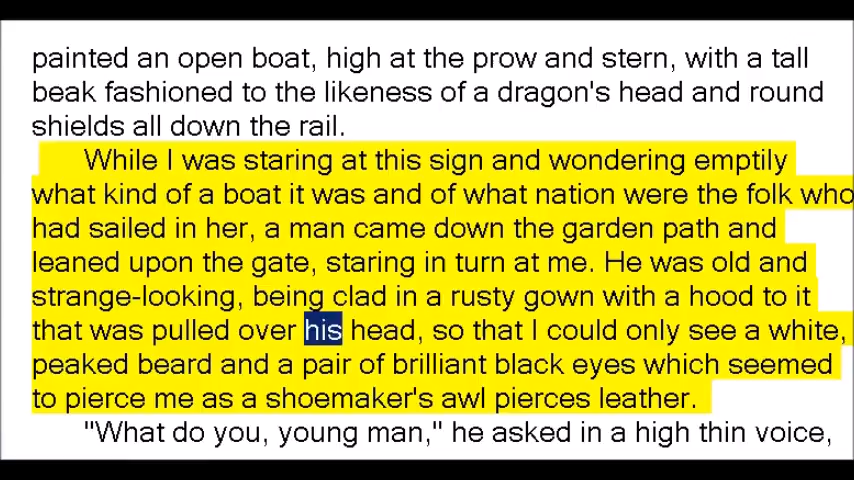 painted an open boat, high at the prow and stern, with a tall
beak fashioned to the likeness of a dragon's head and round
shields all down the rail.
While I was staring at this sign and wondering emptily
what kind of a boat it was and of what nation were the folk who
had sailed in her, a man came down the garden path and
leaned upon the gate, staring in turn at me. He was old and
strange-looking, being clad in a rusty gown with a hood to it
that was pulled over his head, so that I could only see a white,
peaked beard and a pair of brilliant black eyes which seemed
to pierce me as a shoemaker's awl pierces leather.
"What do you, young man," he asked in a high thin voice,